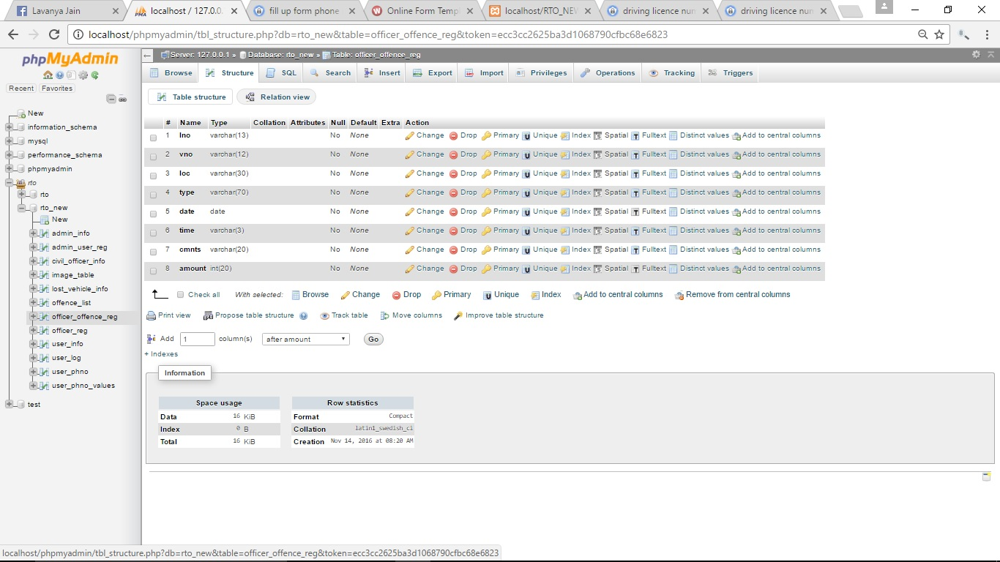 Lavanya Jain
localhost / 127.0.0.
fill up form phone
Online Form Temp
localhost/RTO_NEW
driving licence num
driving licence num
localhost/phpmyadmin/tbl_structure.php?db=rto_new&table=officer_offence_reg&token=ecc3cc2625ba3d1068790cfbc68e6823
phpMyAdmin
Recent Favorites
New
information_schema
mysql
performance_schema
phpmyadmin
rto
rto
rto_new
New
admin_info
admin_user_reg
civil_officer_info
image_table
lost_vehicle_info
offence_list
officer_offence_reg
officer_reg
user_info
user_log
user_phno
user_phno_values
test
Server: 127.0.0.1 » Database: rto_new » Table: officer_offence_reg
Browse Structure SQL Search Insert Export Import Privileges Operations Tracking Triggers
Table structure Relation view
# Name Type Collation Attributes Null Default Extra Action
1 lno varchar(13) No None Change Drop Primary Unique Index Spatial Fulltext Distinct values Add to central columns
2 vno varchar(12) No None Change Drop Primary Unique Index Spatial Fulltext Distinct values Add to central columns
3 loc varchar(30) No None Change Drop Primary Unique Index Spatial Fulltext Distinct values Add to central columns
4 type varchar(70) No None Change Drop Primary Unique Index Spatial Fulltext Distinct values Add to central columns
5 date date No None Change Drop Primary Unique Index Spatial Fulltext Distinct values Add to central columns
6 time varchar(3) No None Change Drop Primary Unique Index Spatial Fulltext Distinct values Add to central columns
7 cmnts varchar(20) No None Change Drop Primary Unique Index Spatial Fulltext Distinct values Add to central columns
8 amount int(20) No None Change Drop Primary Unique Index Spatial Fulltext Distinct values Add to central columns
Check all With selected: Browse Change Drop Primary Unique Index Add to central columns Remove from central columns
Print view Propose table structure Track table Move columns Improve table structure
Add 1 column(s) after amount Go
+ Indexes
Information
Space usage
Data 16 KiB
Index 0 B
Total 16 KiB
Row statistics
Format Compact
Collation latin1_swedish_ci
Creation Nov 14, 2016 at 08:20 AM
localhost/phpmyadmin/tbl_structure.php?db=rto_new&table=officer_offence_reg&token=ecc3cc2625ba3d1068790cfbc68e6823